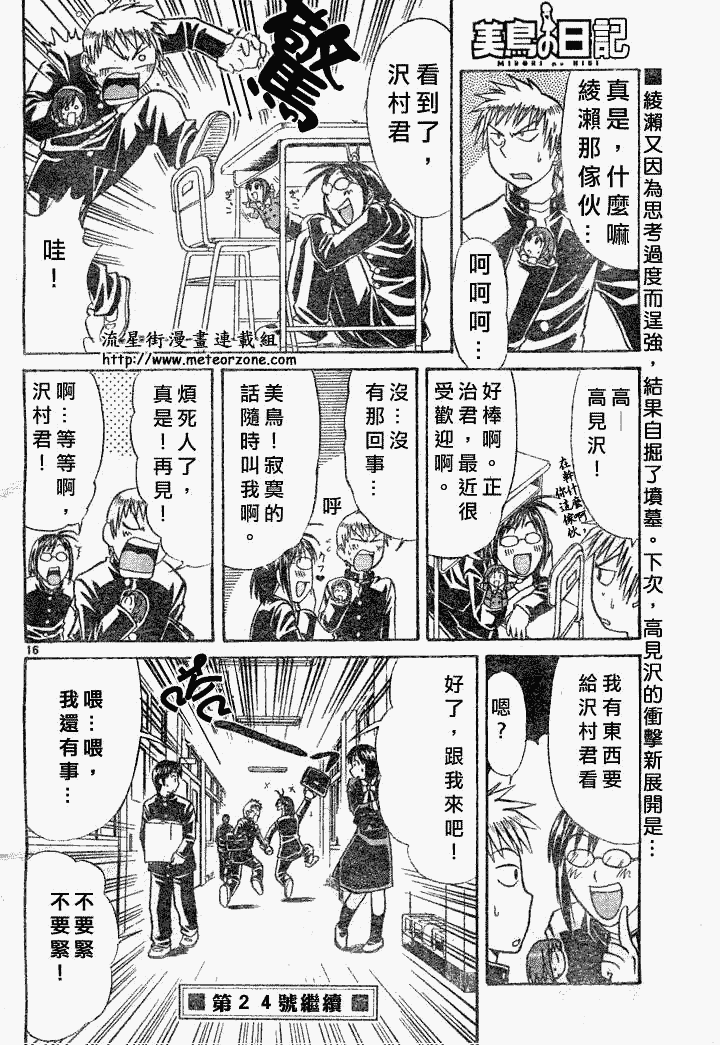 美鳥の日記
MIDORI no HIBI
■綾瀨又因為思考過度而逞強，結果自掘了墳墓。下次，高見沢的衝擊新展開是…
真是，什麼嘛
綾瀨那傢伙…
呵呵呵…
看到了，
沢村君
驚
哇！
流星街漫畫連載組
http://www.meteorzone.com
高─
高見沢！
在幹什麼啊，
你這傢伙
好棒啊。正
治君，最近很
受歡迎啊。
沒…沒
有那回事…
呼
美鳥！寂寞的
話隨時叫我啊。
煩死人了，
真是！再見！
啊…等等啊，
沢村君！
16
我有東西要
給沢村君看
嗯？
好了，跟我來吧！
喂…喂，
我還有事…
不要緊
不要緊！
■第24號繼續■